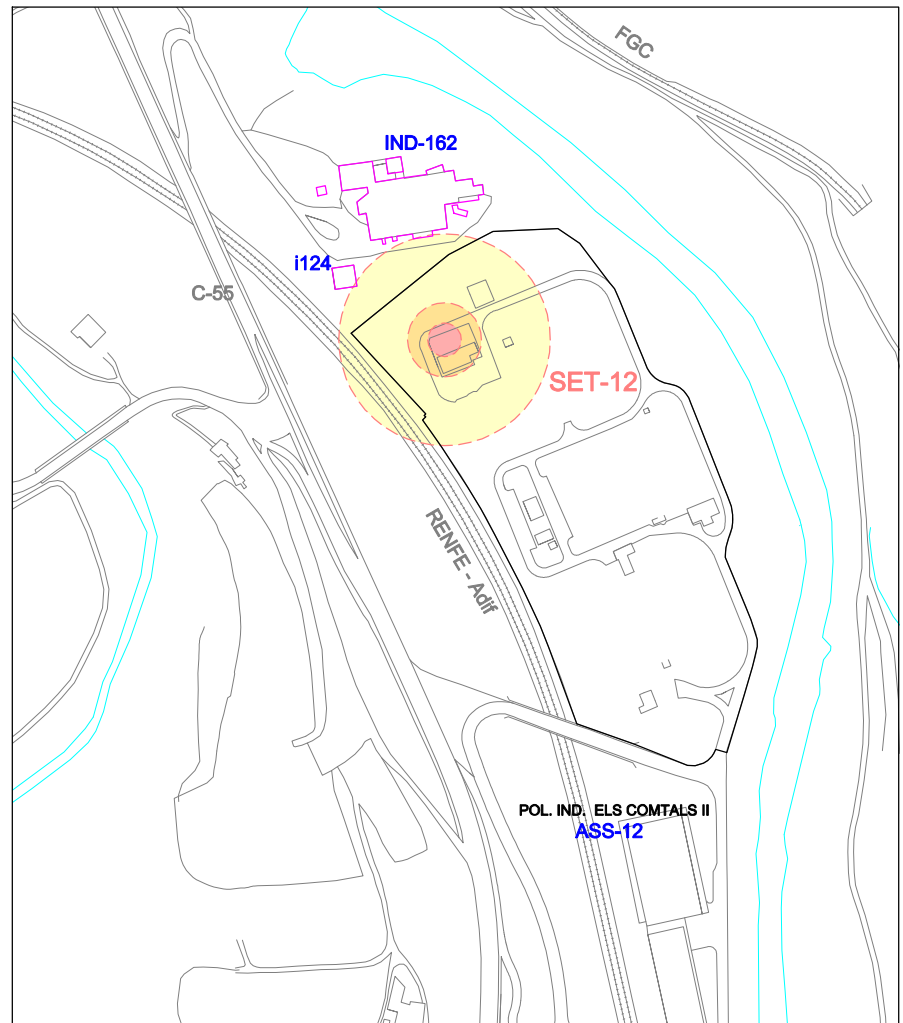 FGC
IND-162
i124
C-55
SET-12
RENFE - Adif
POL. IND. ELS COMTALS II
ASS-12